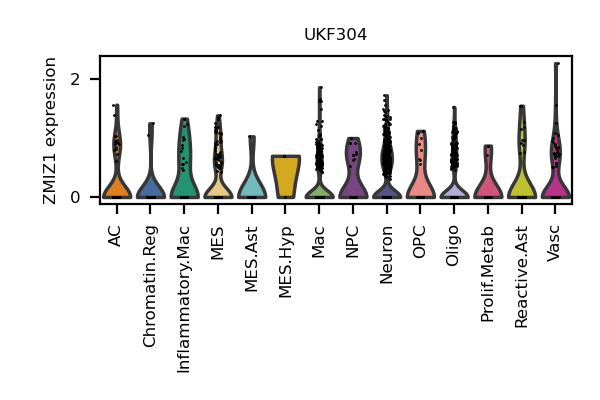 UKF304
ZMIZ1 expression
2
0
AC
Chromatin.Reg
Inflammatory.Mac
MES
MES.Ast
MES.Hyp
Mac
NPC
Neuron
OPC
Oligo
Prolif.Metab
Reactive.Ast
Vasc